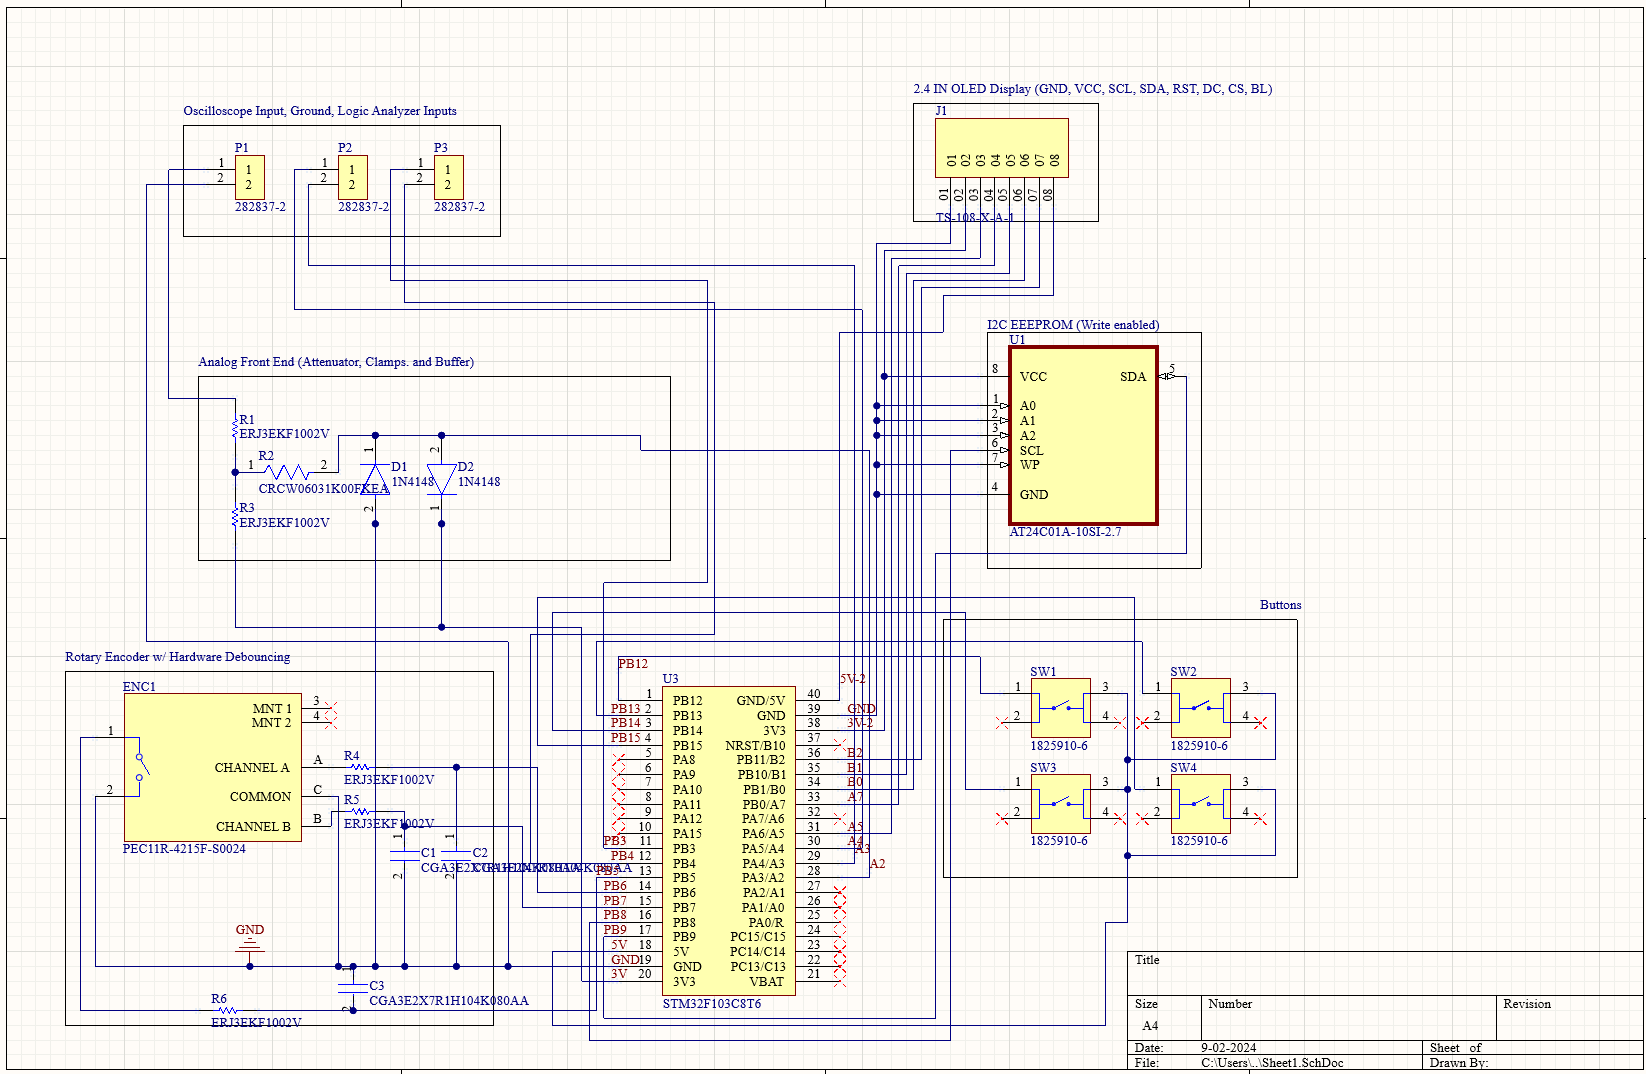 2.4 IN OLED Display (GND, VCC, SCL, SDA, RST, DC, CS, BL)
J1
01 02 03 04 05 06 07 08
01 02 03 04 05 06 07 08
TS-108-X-A-1
Oscilloscope Input, Ground, Logic Analyzer Inputs
P1 P2 P3
1 1 1 1 1 1
2 2 2 2 2 2
282837-2 282837-2 282837-2
I2C EEEPROM (Write enabled)
U1
8 VCC SDA 5
1 A0
2 A1
3 A2
6 SCL
7 WP
4 GND
AT24C01A-10SI-2.7
Analog Front End (Attenuator, Clamps. and Buffer)
R1
ERJ3EKF1002V
R2
1 2
CRCW06031K00FKEA
R3
ERJ3EKF1002V
1 D1 2
1N4148
2 D2 1
1N4148
Buttons
SW1 SW2
1 3 1 3
2 4 2 4
1825910-6 1825910-6
SW3 SW4
1 3 1 3
2 4 2 4
1825910-6 1825910-6
Rotary Encoder w/ Hardware Debouncing
ENC1
MNT 1 3
MNT 2 4
1
CHANNEL A A
2 COMMON C
CHANNEL B B
PEC11R-4215F-S0024
R4
ERJ3EKF1002V
R5
ERJ3EKF1002V
1 1
C1 C2
2 2
GND
1
C3
CGA3E2X7R1H104K080AA
2
R6
ERJ3EKF1002V
PB12
U3 5V-2
1 PB12 GND/5V 40
PB13 2 PB13 GND 39 GND
PB14 3 PB14 3V3 38 3V-2
PB15 4 PB15 NRST/B10 37
5 PA8 PB11/B2 36 B2
6 PA9 PB10/B1 35 B1
7 PA10 PB1/B0 34 B0
8 PA11 PB0/A7 33 A7
9 PA12 PA7/A6 32
10 PA15 PA6/A5 31 A5
PB3 11 PB3 PA5/A4 30 A4
PB4 12 PB4 PA4/A3 29 A3
PB5 13 PB5 PA3/A2 28 A2
PB6 14 PB6 PA2/A1 27
PB7 15 PB7 PA1/A0 26
PB8 16 PB8 PA0/R 25
PB9 17 PB9 PC15/C15 24
5V 18 5V PC14/C14 23
GND 19 GND PC13/C13 22
3V 20 3V3 VBAT 21
STM32F103C8T6
Title
Size Number Revision
A4
Date: 9-02-2024 Sheet of
File: C:\Users\..\Sheet1.SchDoc Drawn By: